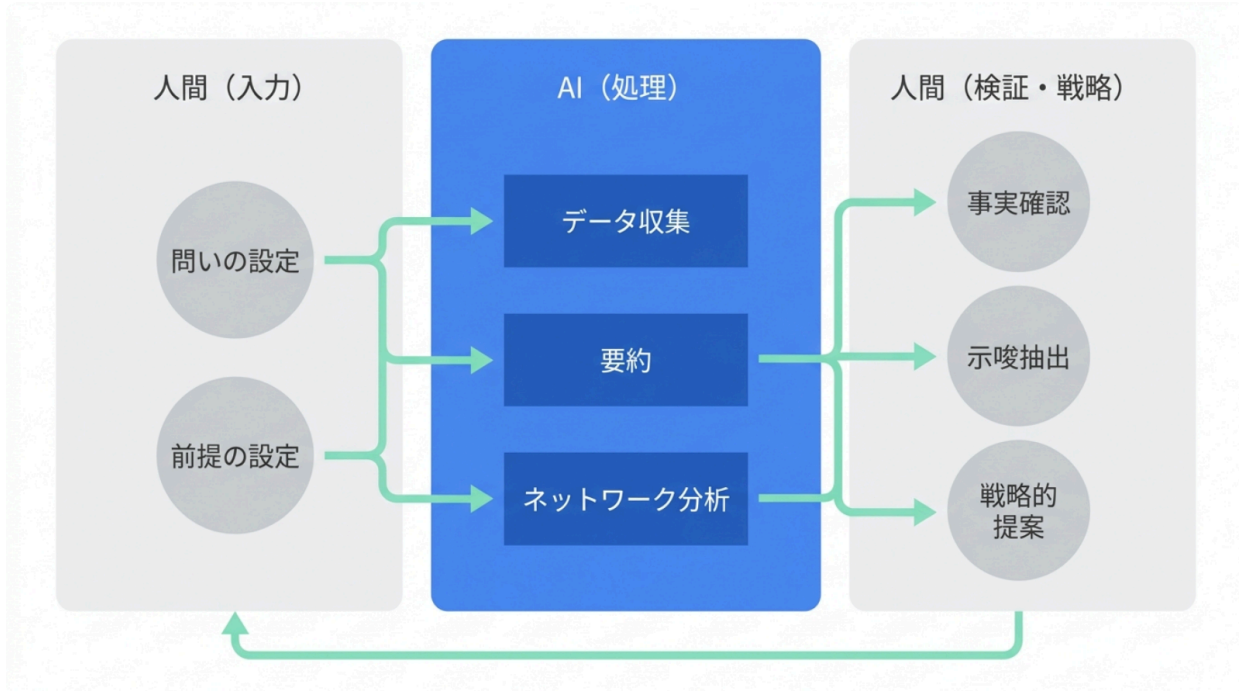 人間（入力）
問いの設定
前提の設定
AI（処理）
データ収集
要約
ネットワーク分析
人間（検証・戦略）
事実確認
示唆抽出
戦略的
提案